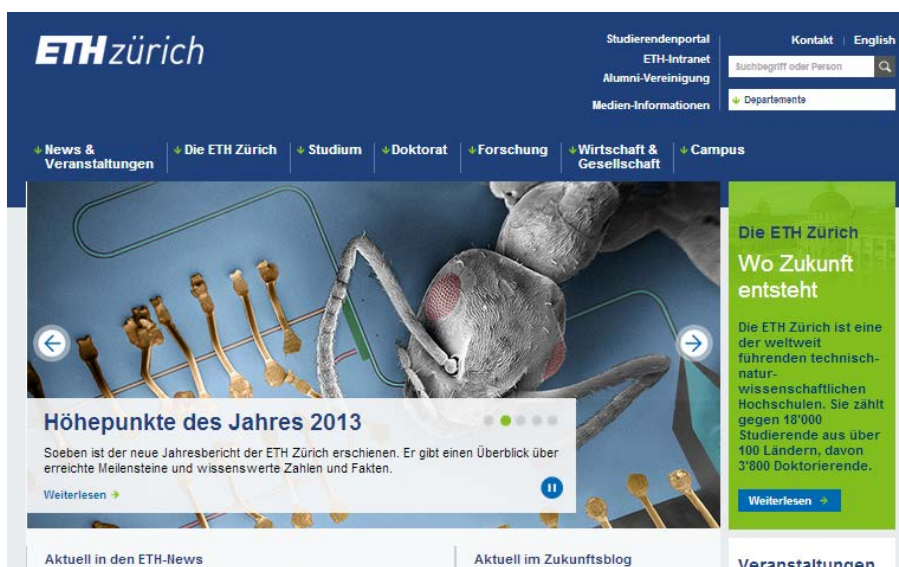 ETH zürich
Studierendenportal
ETH-Intranet
Alumni-Vereinigung
Medien-Informationen
Kontakt | English
Suchbegriff oder Person
Departemente
News &
Veranstaltungen
Die ETH Zürich
Studium
Doktorat
Forschung
Wirtschaft &
Gesellschaft
Campus
Höhepunkte des Jahres 2013
Soeben ist der neue Jahresbericht der ETH Zürich erschienen. Er gibt einen Überblick über
erreichte Meilensteine und wissenswerte Zahlen und Fakten.
Weiterlesen
Die ETH Zürich
Wo Zukunft
entsteht
Die ETH Zürich ist eine
der weltweit
führenden technisch-
natur-
wissenschaftlichen
Hochschulen. Sie zählt
gegen 18'000
Studierende aus über
100 Ländern, davon
3'800 Doktorierende.
Weiterlesen
Aktuell in den ETH-News
Aktuell im Zukunftsblog
Veranstaltungen